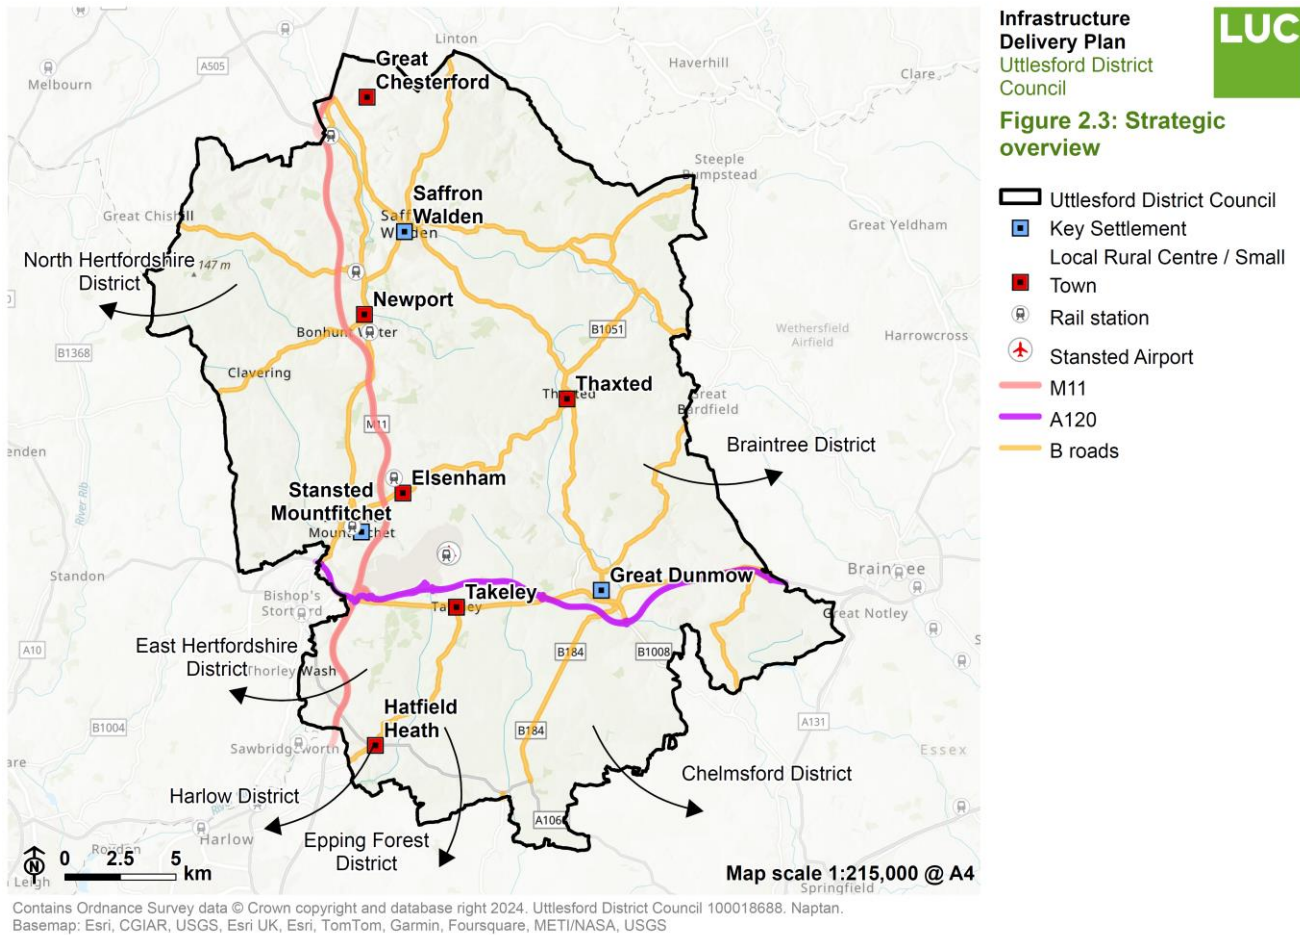 Infrastructure
Delivery Plan
Uttlesford District
Council
LUC
Figure 2.3: Strategic
overview
Uttlesford District Council
Key Settlement
Local Rural Centre / Small
Town
Rail station
Stansted Airport
M11
A120
B roads
Linton
Haverhill
Clare
A505
Melbourn
Great
Chesterford
Steeple
Bumpstead
Great Chishill
Saffron
Walden
Great Yeldham
North Hertfordshire
District
147 m
Newport
B1051
Wethersfield
Airfield
Harrowcross
B1368
Clavering
Thaxted
Great
Bardfield
M11
Braintree District
River Rib
Elsenham
Stansted
Mountfitchet
Standon
Great Dunmow
Braintree
Bishop's
Stortford
Takeley
Great Notley
East Hertfordshire
District
Thorley Wash
A10
B184
B1008
Hatfield
Heath
B1004
B184
A131
Sawbridgeworth
Essex
Chelmsford District
Harlow District
Harlow
Epping Forest
District
Springfield
0 2.5 5
km
N
Map scale 1:215,000 @ A4
Contains Ordnance Survey data © Crown copyright and database right 2024. Uttlesford District Council 100018688. Naptan.
Basemap: Esri, CGIAR, USGS, Esri UK, Esri, TomTom, Garmin, Foursquare, METI/NASA, USGS